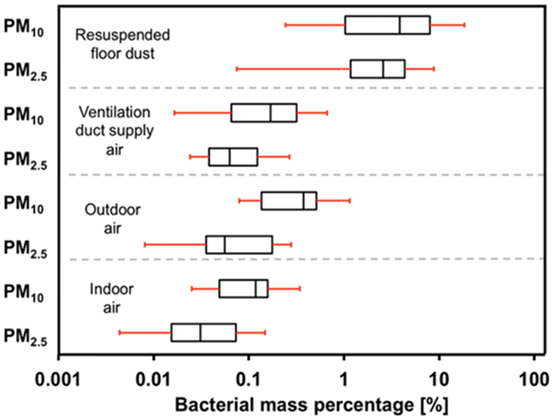 PM10
Resuspended
floor dust
PM2.5
PM10
Ventilation
duct supply
air
PM2.5
PM10
Outdoor
air
PM2.5
PM10
Indoor
air
PM2.5
0.001 0.01 0.1 1 10 100
Bacterial mass percentage [%]